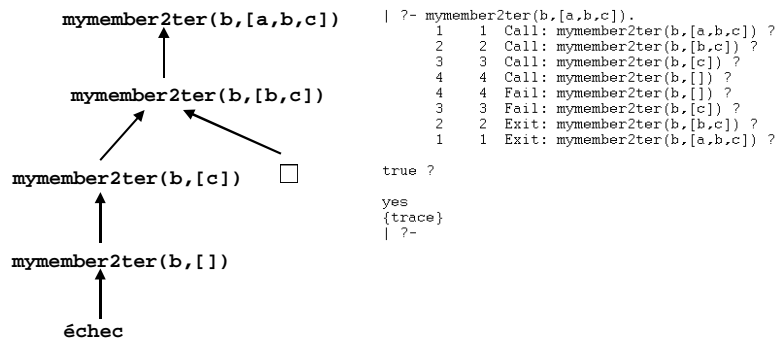 mymember2ter(b,[a,b,c])
mymember2ter(b,[b,c])
mymember2ter(b,[c])
mymember2ter(b,[])
échec
| ?- mymember2ter(b,[a,b,c]).
1 1 Call: mymember2ter(b,[a,b,c]) ?
2 2 Call: mymember2ter(b,[b,c]) ?
3 3 Call: mymember2ter(b,[c]) ?
4 4 Call: mymember2ter(b,[]) ?
4 4 Fail: mymember2ter(b,[]) ?
3 3 Fail: mymember2ter(b,[c]) ?
2 2 Exit: mymember2ter(b,[b,c]) ?
1 1 Exit: mymember2ter(b,[a,b,c]) ?
true ?
yes
{trace}
| ?-